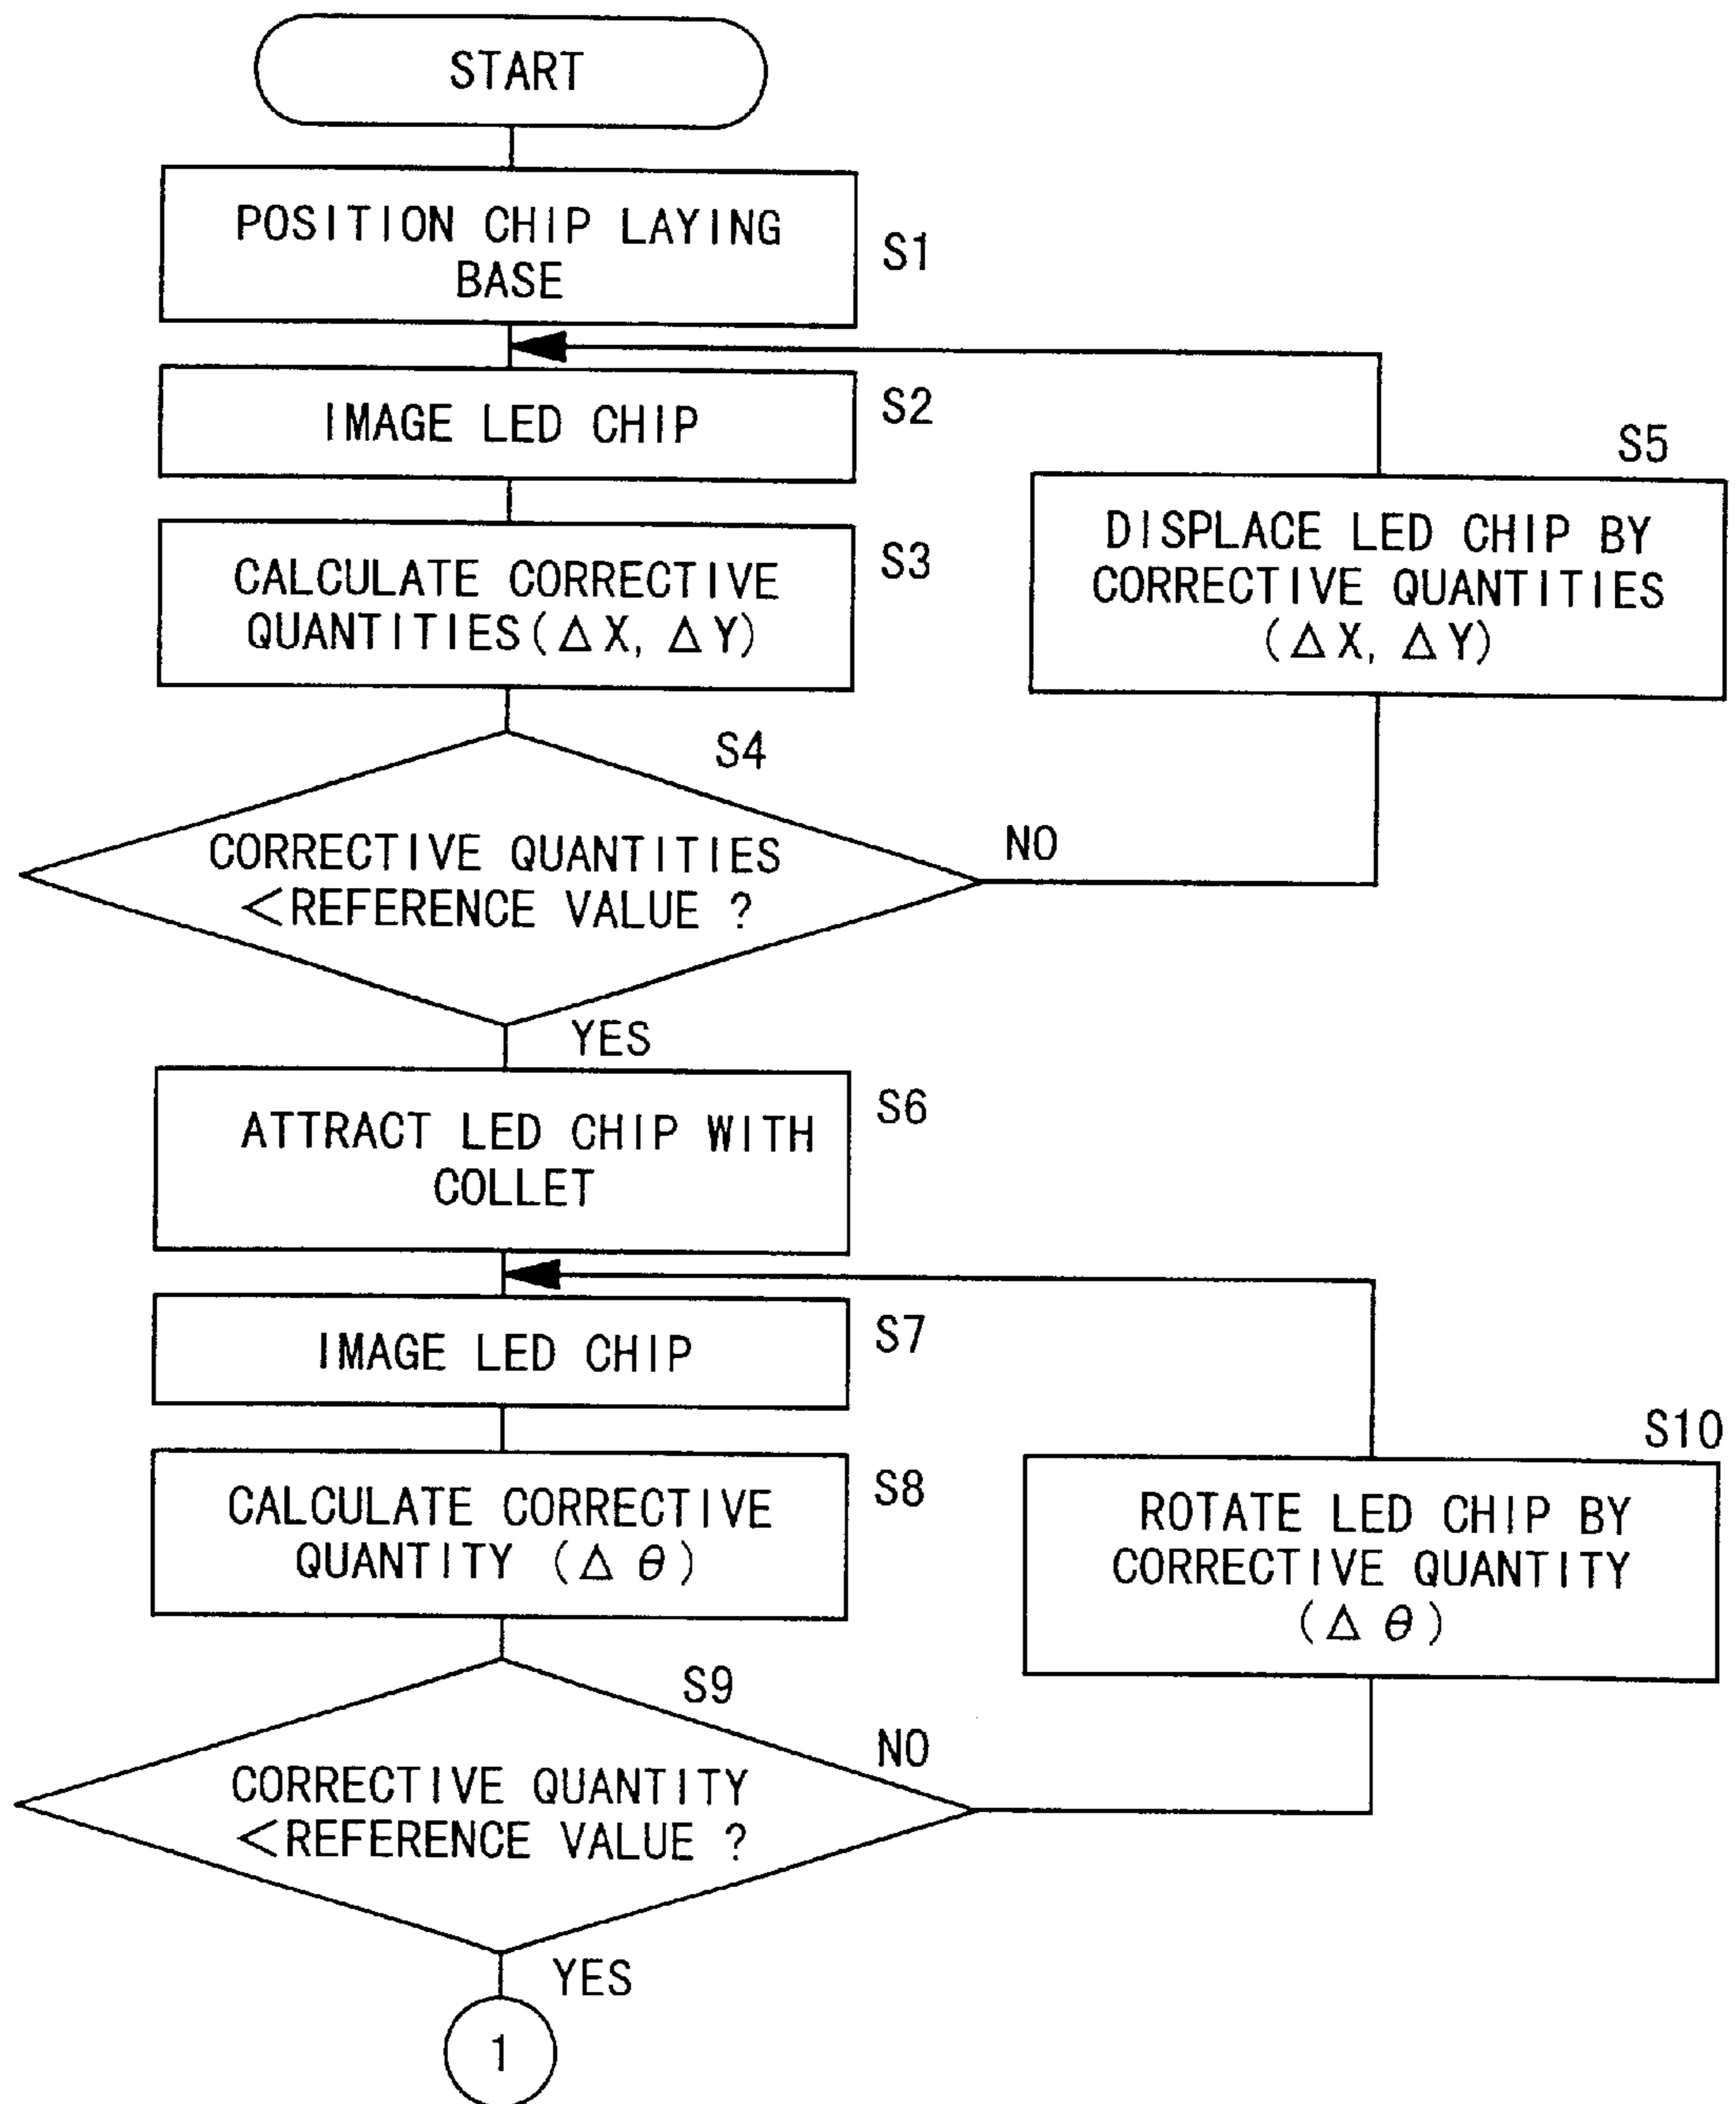 START
POSITION CHIP LAYING
BASE
S1
IMAGE LED CHIP
S2
CALCULATE CORRECTIVE
QUANTITIES(ΔX, ΔY)
S3
S4
CORRECTIVE QUANTITIES
<REFERENCE VALUE ?
NO
S5
DISPLACE LED CHIP BY
CORRECTIVE QUANTITIES
(ΔX, ΔY)
YES
ATTRACT LED CHIP WITH
COLLET
S6
IMAGE LED CHIP
S7
CALCULATE CORRECTIVE
QUANTITY (Δ θ)
S8
S9
CORRECTIVE QUANTITY
<REFERENCE VALUE ?
NO
S10
ROTATE LED CHIP BY
CORRECTIVE QUANTITY
(Δ θ)
YES
1